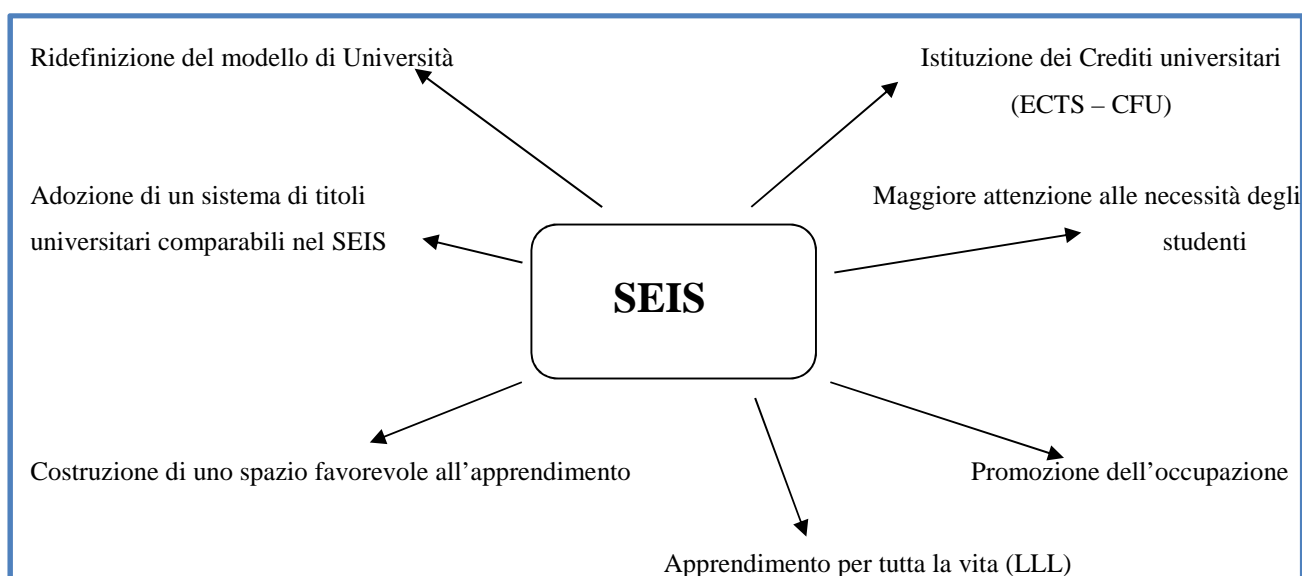 Ridefinizione del modello di Università
Istituzione dei Crediti universitari
(ECTS – CFU)
Adozione di un sistema di titoli
universitari comparabili nel SEIS
Maggiore attenzione alle necessità degli
studenti
SEIS
Costruzione di uno spazio favorevole all’apprendimento
Promozione dell’occupazione
Apprendimento per tutta la vita (LLL)